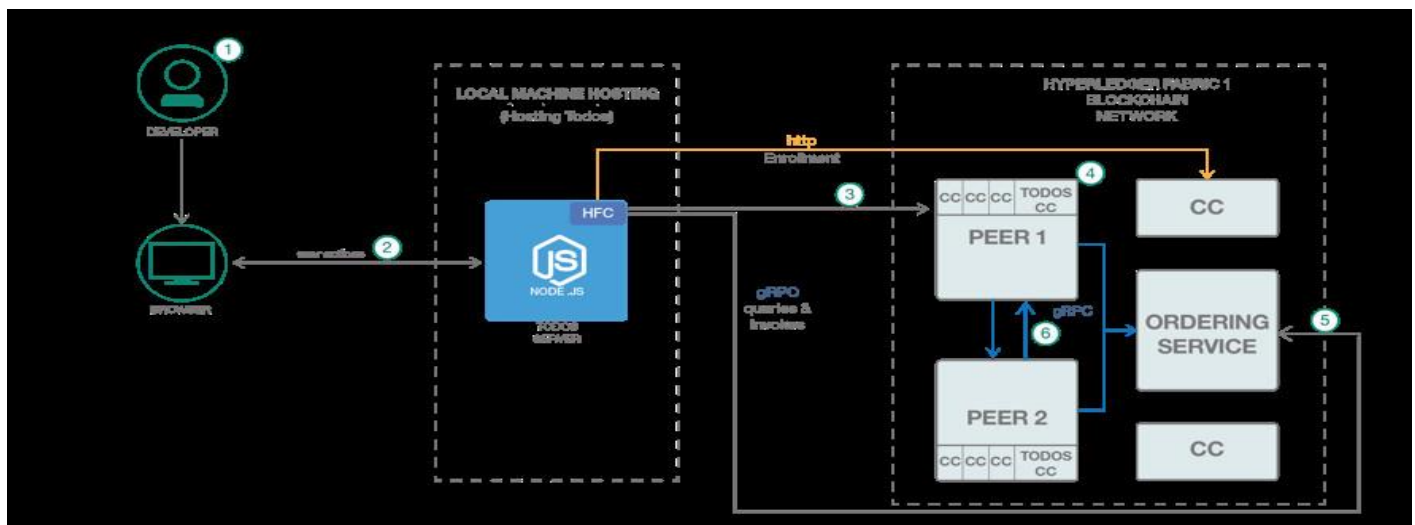 1
DEVELOPER
BROWSER
2
LOCAL MACHINE HOSTING
(Hosting Todos)
HFC
JS
NODE.JS
TODOS
SERVER
http
Enrollment
3
gRPC
queries &
HYPERLEDGER FABRIC 1
BLOCKCHAIN
NETWORK
4
CC CC CC TODOS
CC
PEER 1
6
gRPC
PEER 2
CC CC CC TODOS
CC
CC
ORDERING
SERVICE
5
CC